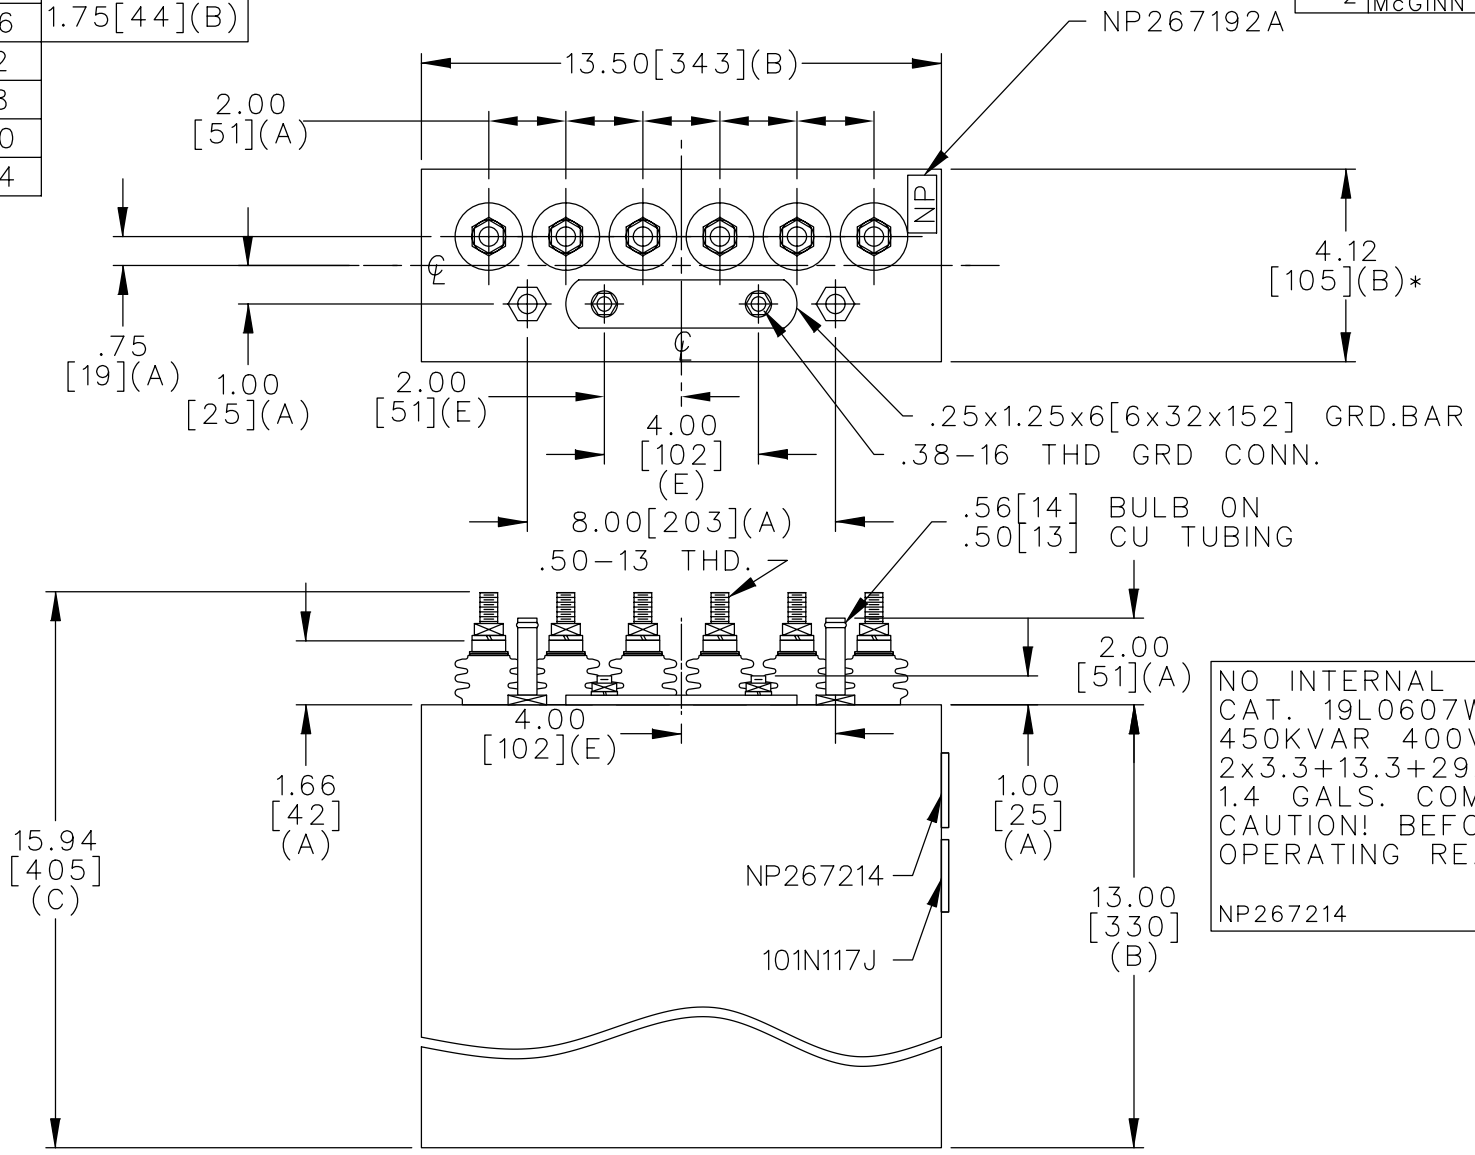 6
1.75[44](B)
2
8
0
4
2
McGINN
NP267192A
13.50[343](B)
2.00
[51](A)
NP
4.12
[105](B)*
.75
[19](A)
1.00
[25](A)
2.00
[51](E)
4.00
[102]
(E)
.25x1.25x6[6x32x152] GRD.BAR
.38-16 THD GRD CONN.
8.00[203](A)
.50-13 THD.
.56[14] BULB ON
.50[13] CU TUBING
2.00
[51](A)
4.00
[102](E)
1.66
[42]
(A)
1.00
[25]
(A)
15.94
[405]
(C)
NP267214
101N117J
13.00
[330]
(B)
NO INTERNAL
CAT. 19L0607W
450KVAR 400V
2x3.3+13.3+29
1.4 GALS. COM
CAUTION! BEFO
OPERATING RE
NP267214